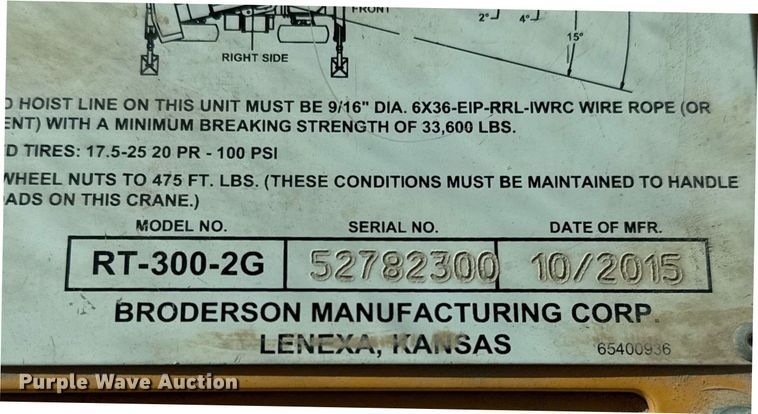 FRONT
2° 4°
15°
RIGHT SIDE
HOIST LINE ON THIS UNIT MUST BE 9/16" DIA. 6X36-EIP-RRL-IWRC WIRE ROPE (OR
ENT) WITH A MINIMUM BREAKING STRENGTH OF 33,600 LBS.
D TIRES: 17.5-25 20 PR - 100 PSI
WHEEL NUTS TO 475 FT. LBS. (THESE CONDITIONS MUST BE MAINTAINED TO HANDLE
ADS ON THIS CRANE.)
MODEL NO. SERIAL NO. DATE OF MFR.
RT-300-2G 52782300 10/2015
BRODERSON MANUFACTURING CORP.
LENEXA, KANSAS 65400936
Purple Wave Auction